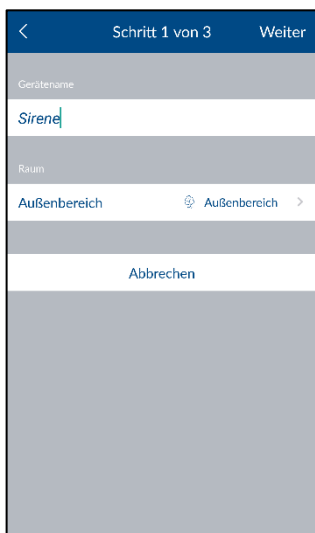 Schritt 1 von 3 Weiter
Gerätename
Sirene
Raum
Außenbereich Außenbereich
Abbrechen